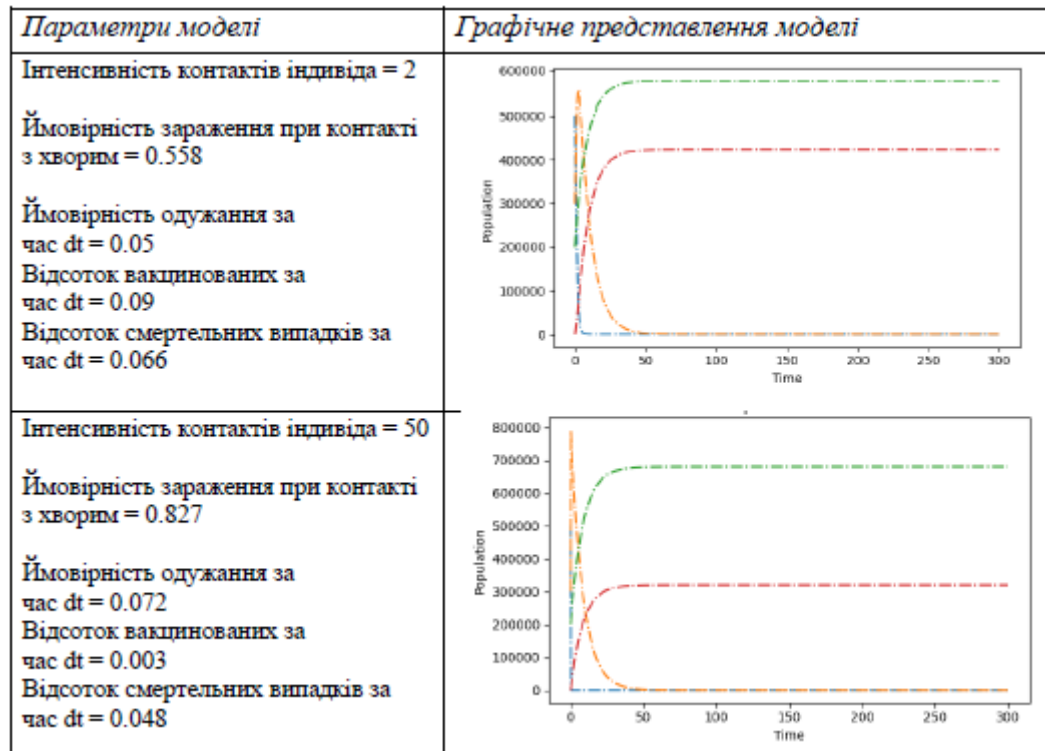 Параметри моделі
Графічне представлення моделі
Інтенсивність контактів індивіда = 2
Ймовірність зараження при контакті
з хворим = 0.558
Ймовірність одужання за
час dt = 0.05
Відсоток вакцинованих за
час dt = 0.09
Відсоток смертельних випадків за
час dt = 0.066
600000
500000
400000
300000
200000
100000
0
Population
0 50 100 150 200 250 300
Time
Інтенсивність контактів індивіда = 50
Ймовірність зараження при контакті
з хворим = 0.827
Ймовірність одужання за
час dt = 0.072
Відсоток вакцинованих за
час dt = 0.003
Відсоток смертельних випадків за
час dt = 0.048
800000
700000
600000
500000
400000
300000
200000
100000
0
Population
0 50 100 150 200 250 300
Time